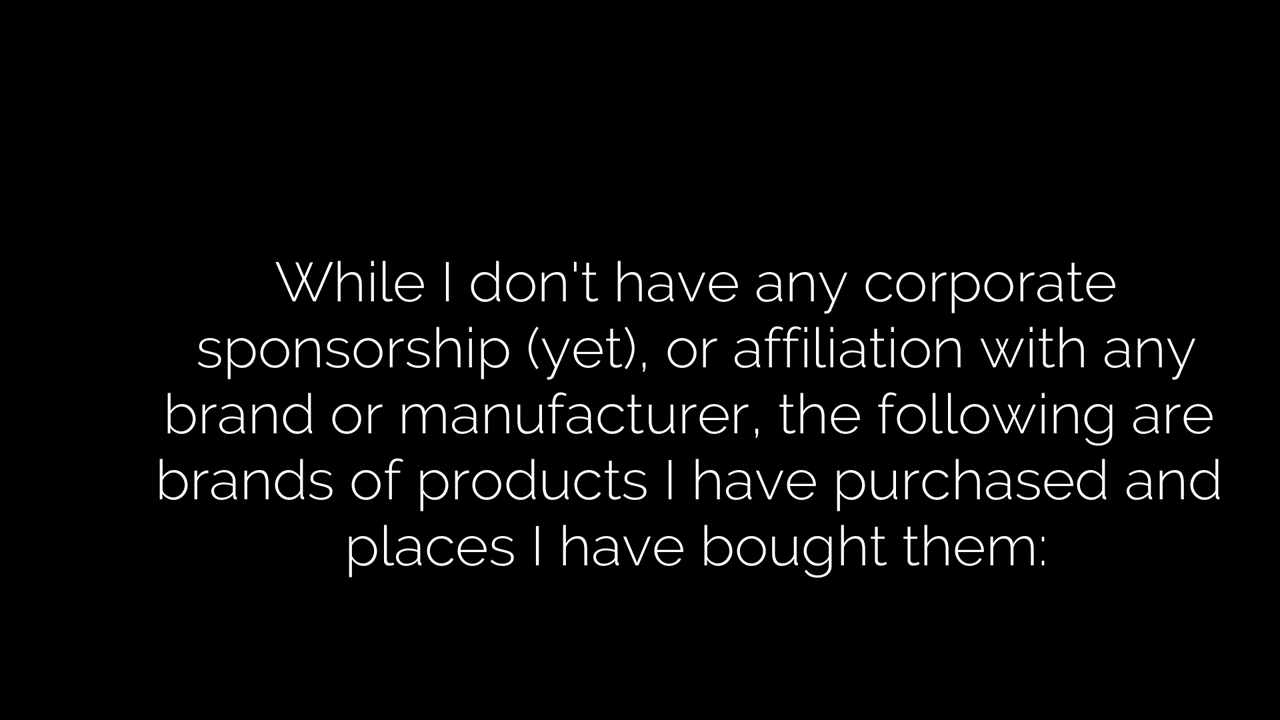 While I don't have any corporate
sponsorship (yet), or affiliation with any
brand or manufacturer, the following are
brands of products I have purchased and
places I have bought them: